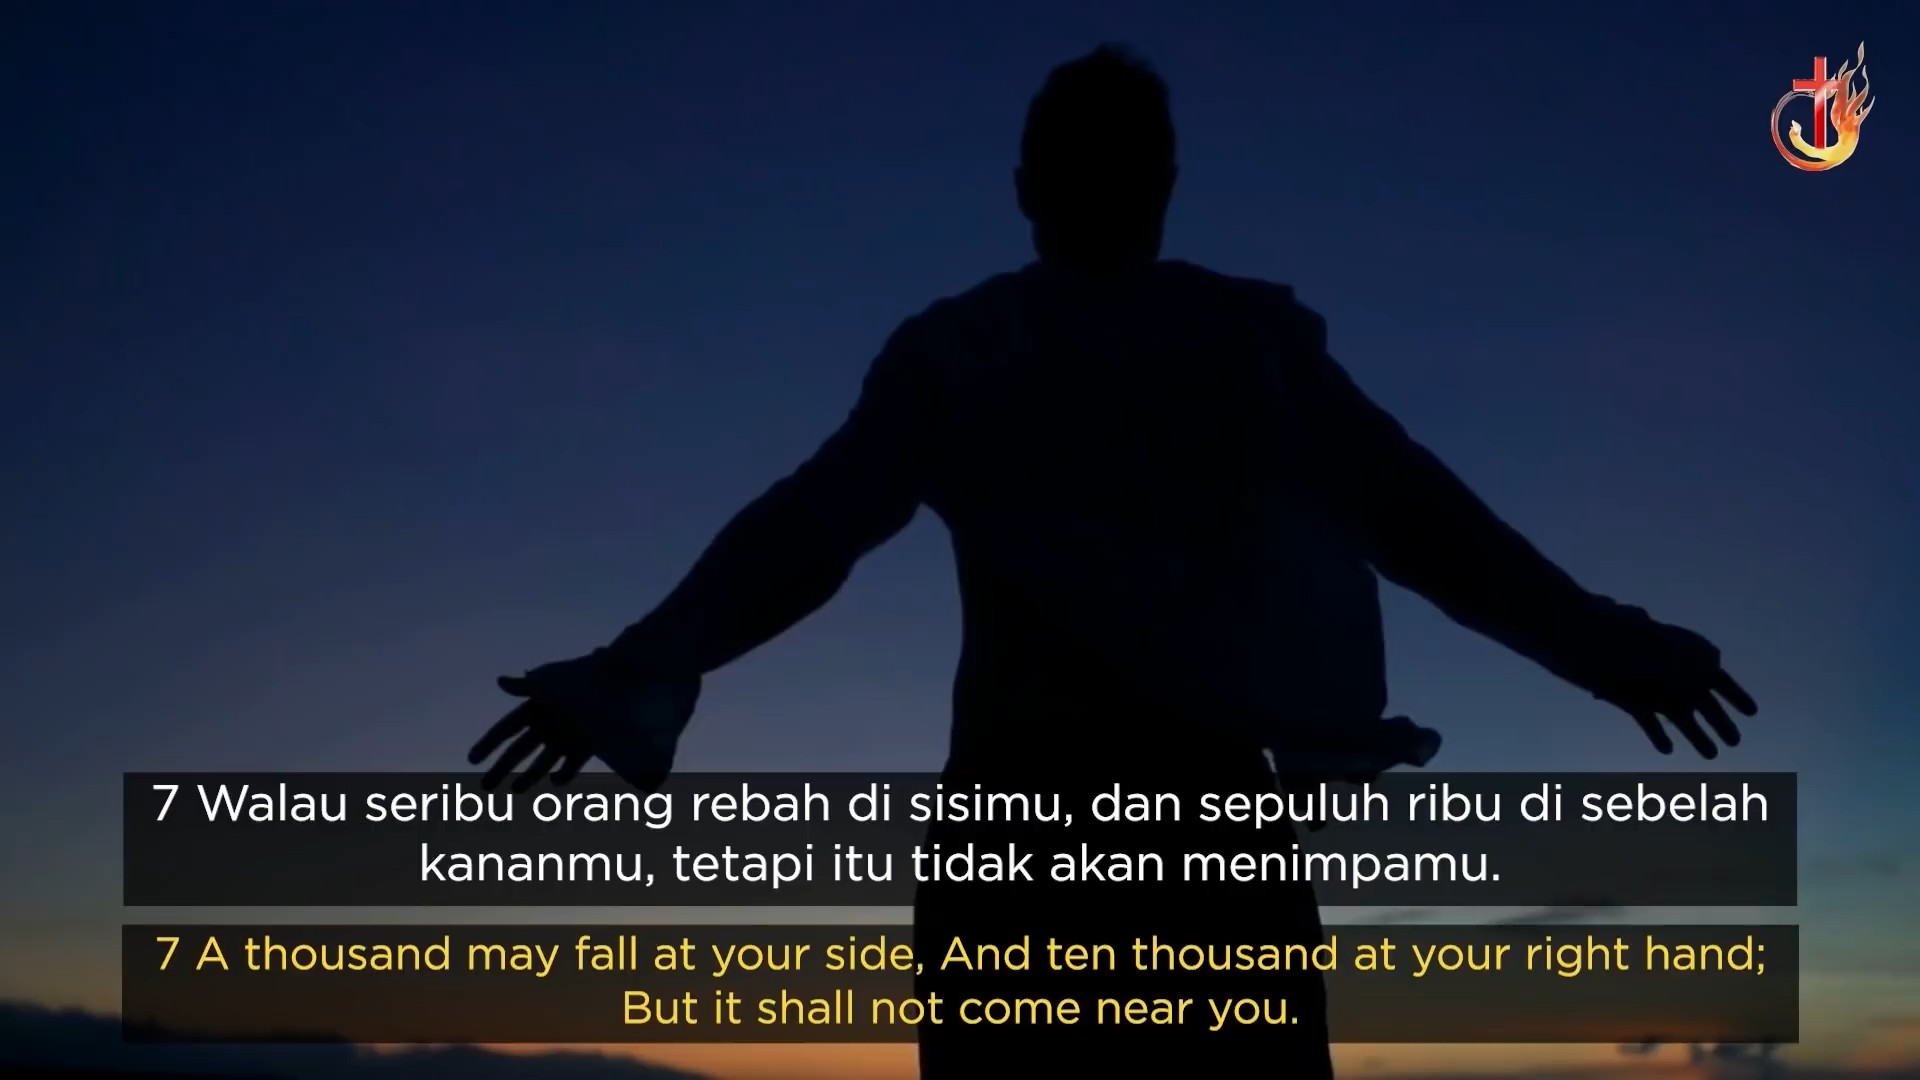 7 Walau seribu orang rebah di sisimu, dan sepuluh ribu di sebelah
kananmu, tetapi itu tidak akan menimpamu.
7 A thousand may fall at your side, And ten thousand at your right hand;
But it shall not come near you.